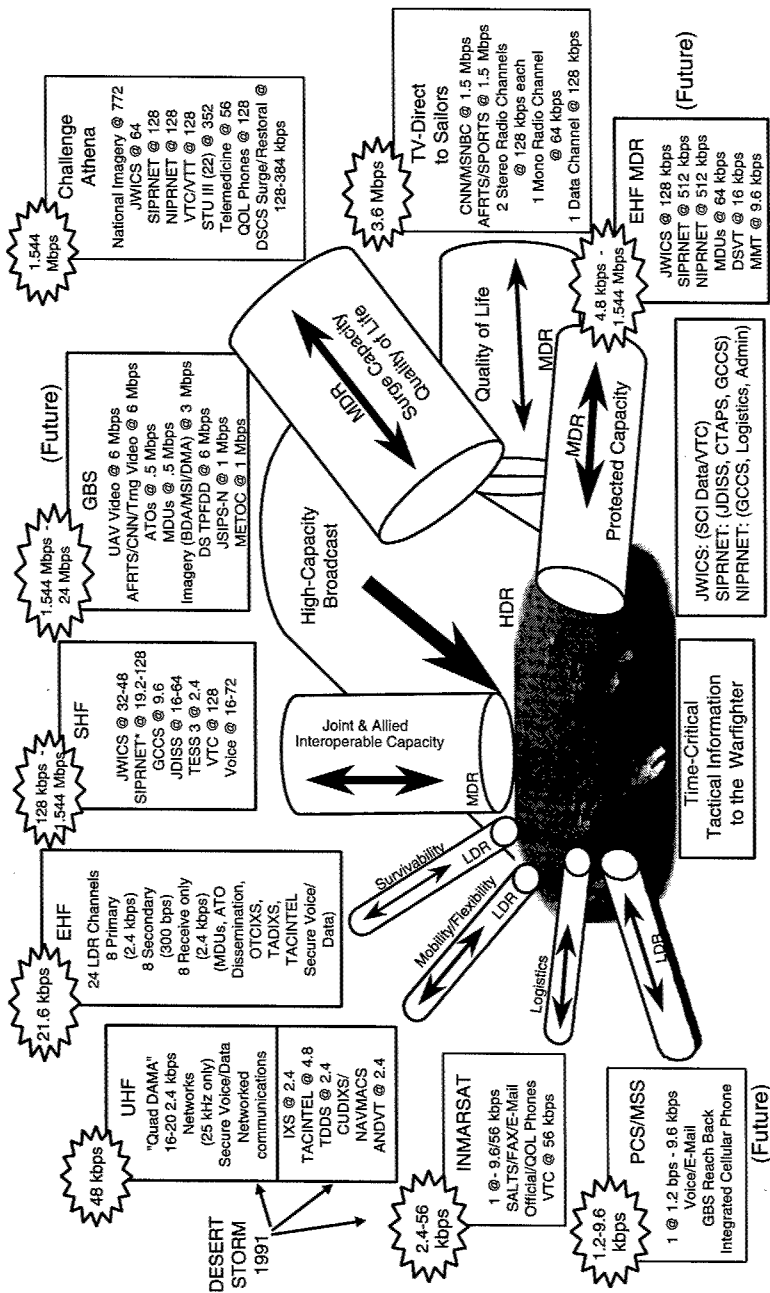 48 kbps
UHF
"Quad DAMA"
16-20 2.4 kbps
Networks
(25 kHz only)
Secure Voice/Data
Networked
communications
IXS @ 2.4
TACINTEL @ 4.8
TDDS @ 2.4
CUDIXS/
NAVMACS
ANDVT @ 2.4
DESERT
STORM
1991
21.6 kbps
EHF
24 LDR Channels
8 Primary
(2.4 kbps)
8 Secondary
(300 bps)
8 Receive only
(2.4 kbps)
(MDUs, ATO
Dissemination,
OTCIXS,
TADIXS,
TACINTEL
Secure Voice/
Data)
128 kbps -
1.544 Mbps
SHF
JWICS @ 32-48
SIPRNET* @ 19.2-128
GCCS @ 9.6
JDISS @ 16-64
TESS 3 @ 2.4
VTC @ 128
Voice @ 16-72
1.544 Mbps -
24 Mbps
(Future)
GBS
UAV Video @ 6 Mbps
AFRTS/CNN/Trng Video @ 6 Mbps
ATOs @ .5 Mbps
MDUs @ .5 Mbps
Imagery (BDA/MSI/DMA) @ 3 Mbps
DS TPFDD @ 6 Mbps
JSIPS-N @ 1 Mbps
METOC @ 1 Mbps
1.544
Mbps
Challenge
Athena
National Imagery @ 772
JWICS @ 64
SIPRNET @ 128
NIPRNET @ 128
VTC/VTT @ 128
STU III (22) @ 352
Telemedicine @ 56
QOL Phones @ 128
DSCS Surge/Restoral @
128-384 kbps
2.4-56
kbps
INMARSAT
1 @- 9.6/56 kbps
SALTS/FAX/E-Mail
Official/QOL Phones
VTC @ 56 kbps
Survivability
LDR
Mobility/Flexibility
LDR
Logistics
LDR
Joint & Allied
Interoperable Capacity
MDR
High-Capacity
Broadcast
HDR
MDR
Surge Capacity
Quality of Life
Quality of Life
MDR
MDR
Protected Capacity
3.6 Mbps
TV-Direct
to Sailors
CNN/MSNBC @ 1.5 Mbps
AFRTS/SPORTS @ 1.5 Mbps
2 Stereo Radio Channels
@ 128 kbps each
1 Mono Radio Channel
@ 64 kbps
1 Data Channel @ 128 kbps
1.2-9.6
kbps
PCS/MSS
1 @ 1.2 bps - 9.6 kbps
Voice/E-Mail
GBS Reach Back
Integrated Cellular Phone
(Future)
Time-Critical
Tactical Information
to the Warfighter
JWICS: (SCI Data/VTC)
SIPRNET: (JDISS, CTAPS, GCCS)
NIPRNET: (GCCS, Logistics, Admin)
4.8 kbps -
1.544 Mbps
EHF MDR
JWICS @ 128 kbps
SIPRNET @ 512 kbps
NIPRNET @ 512 kbps
MDUs @ 64 kbps
DSVT @ 16 kbps
MMT @ 9.6 kbps
(Future)